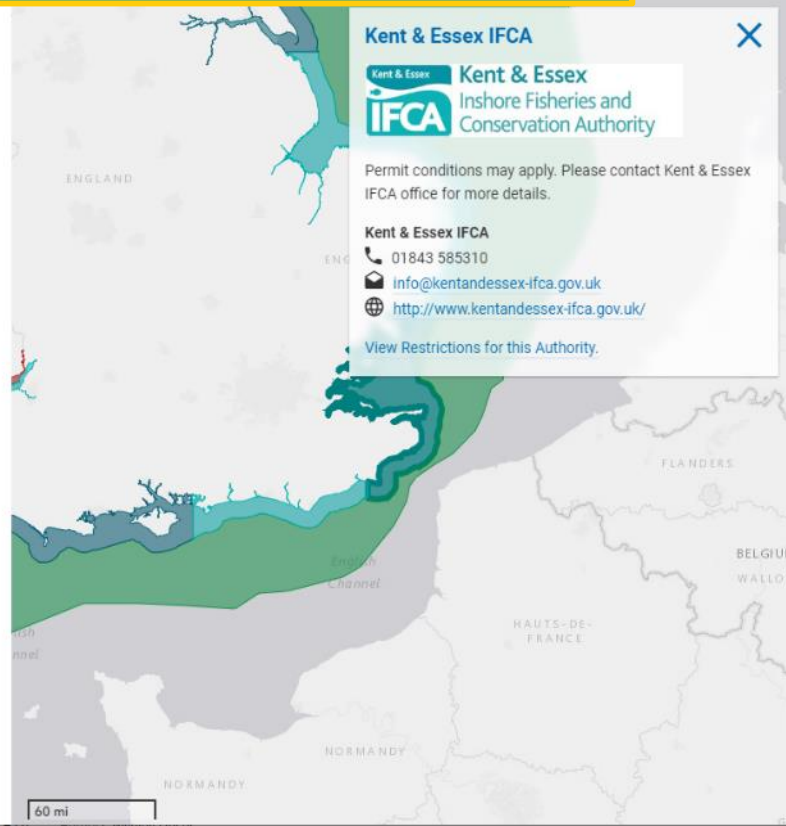 Kent & Essex IFCA
Kent & Essex
IFCA
Kent & Essex
Inshore Fisheries and
Conservation Authority
Permit conditions may apply. Please contact Kent & Essex
IFCA office for more details.
Kent & Essex IFCA
01843 585310
info@kentandessex-ifca.gov.uk
http://www.kentandessex-ifca.gov.uk/
View Restrictions for this Authority.
ENGLAND
ENG
FLANDERS
BELGIU
WALLO
English
Channel
HAUTS-DE-
FRANCE
NORMANDY
NORMANDY
60 mi